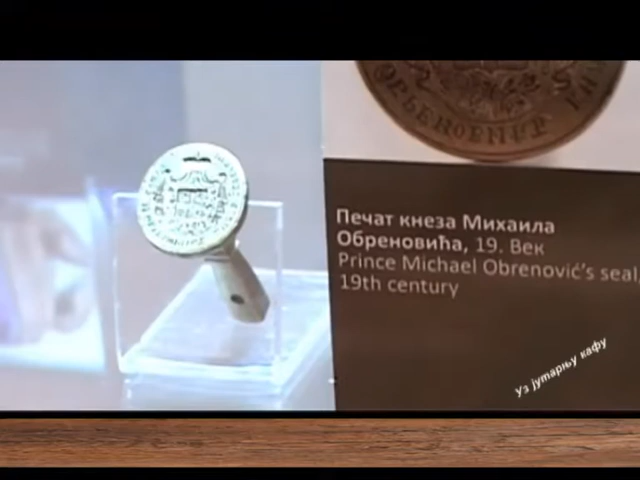 Печат кнеза Михаила
Обреновића, 19. Век
Prince Michael Obrenović's seal,
19th century
Уз јутарњу кафу